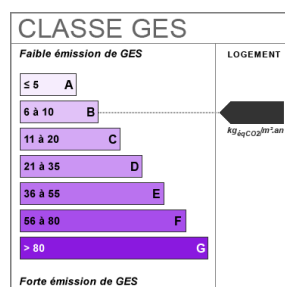 CLASSE GES
Faible émission de GES
LOGEMENT
≤ 5 A
6 à 10 B
kgéqCO2/m².an
11 à 20 C
21 à 35 D
36 à 55 E
56 à 80 F
> 80 G
Forte émission de GES